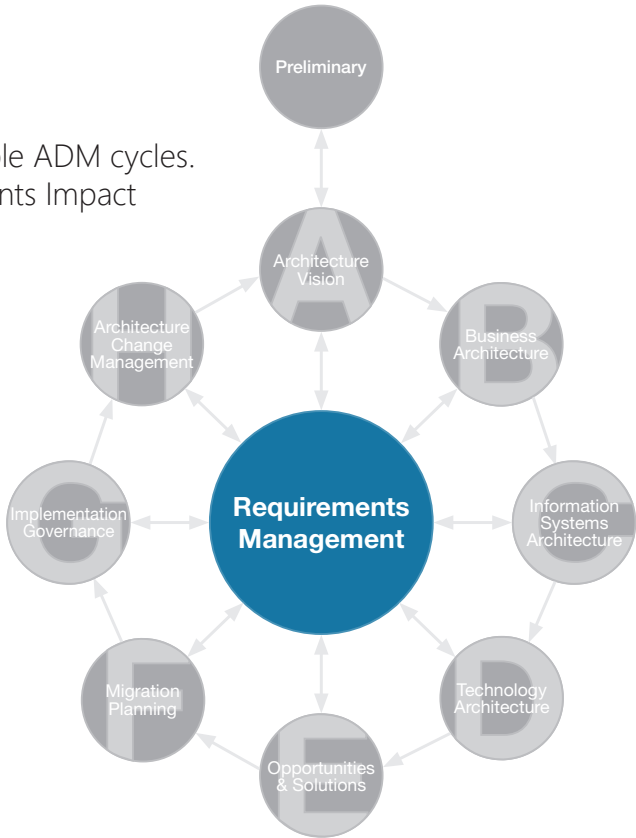 Preliminary
ple ADM cycles.
nts Impact
A
Architecture
Vision
H
Architecture
Change
Management
B
Business
Architecture
Requirements
Management
G
Implementation
Governance
C
Information
Systems
Architecture
F
Migration
Planning
D
Technology
Architecture
E
Opportunities
& Solutions